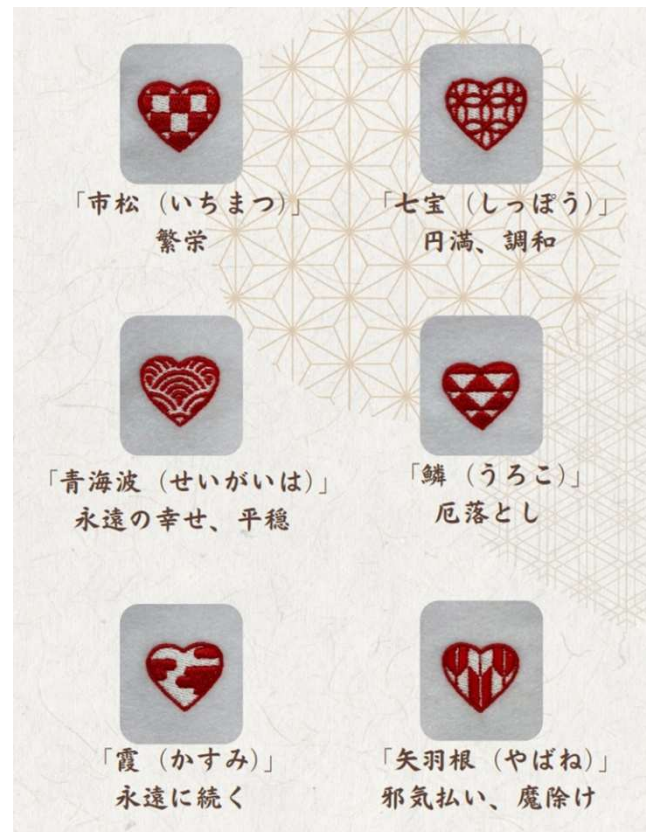 「市松（いちまつ）」
繁栄
「七宝（しっぽう）」
円満、調和
「青海波（せいがいは）」
永遠の幸せ、平穏
「鱗（うろこ）」
厄落とし
「霞（かすみ）」
永遠に続く
「矢羽根（やばね）」
邪気払い、魔除け